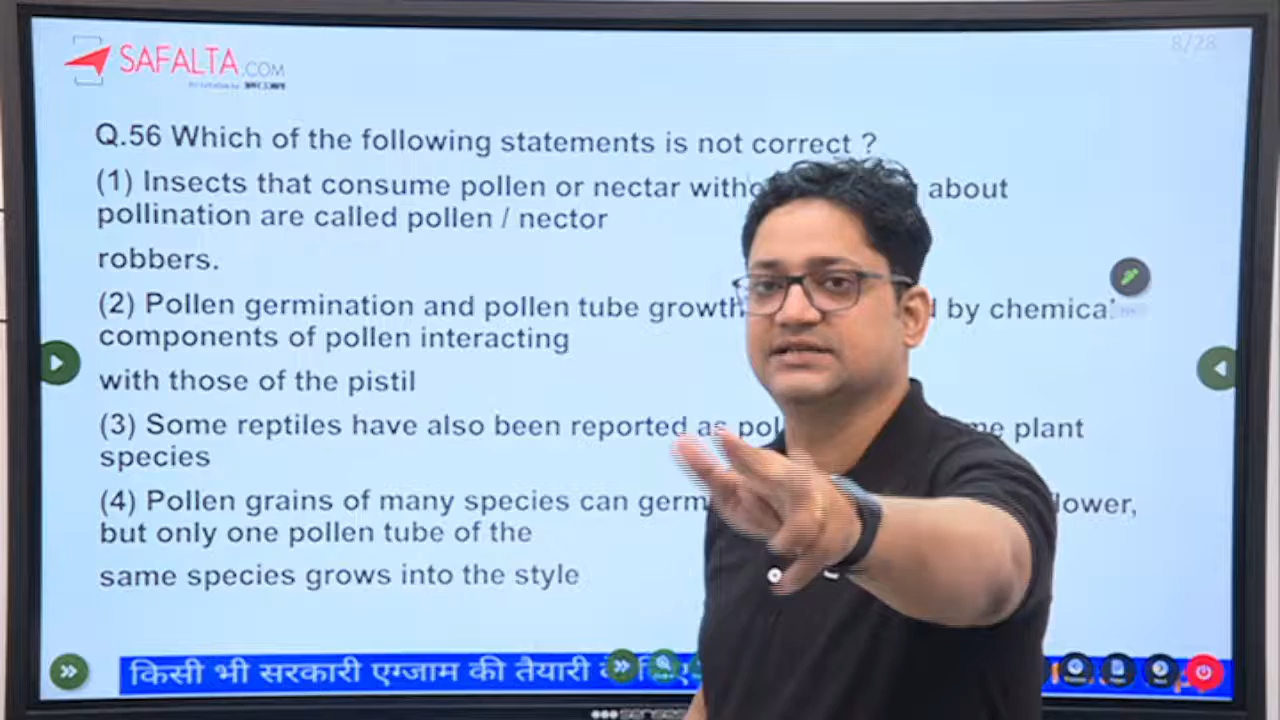 8/28
SAFALTA.COM
Q.56 Which of the following statements is not correct ?
(1) Insects that consume pollen or nectar about
pollination are called pollen / nector
robbers.
(2) Pollen germination and pollen tube growth by chemical
components of pollen interacting
with those of the pistil
(3) Some reptiles have also been reported as plant
species
(4) Pollen grains of many species can
but only one pollen tube of the
same species grows into the style
किसी भी सरकारी एग्जाम की तैयारी